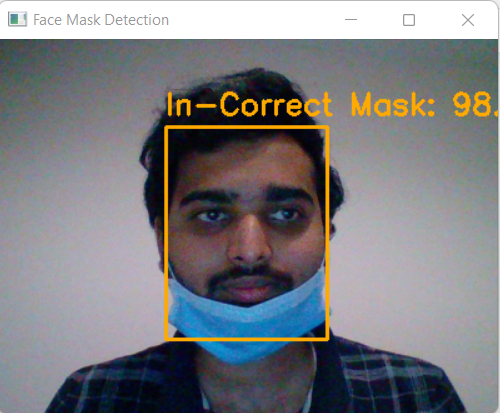 Face Mask Detection
In-Correct Mask: 98.